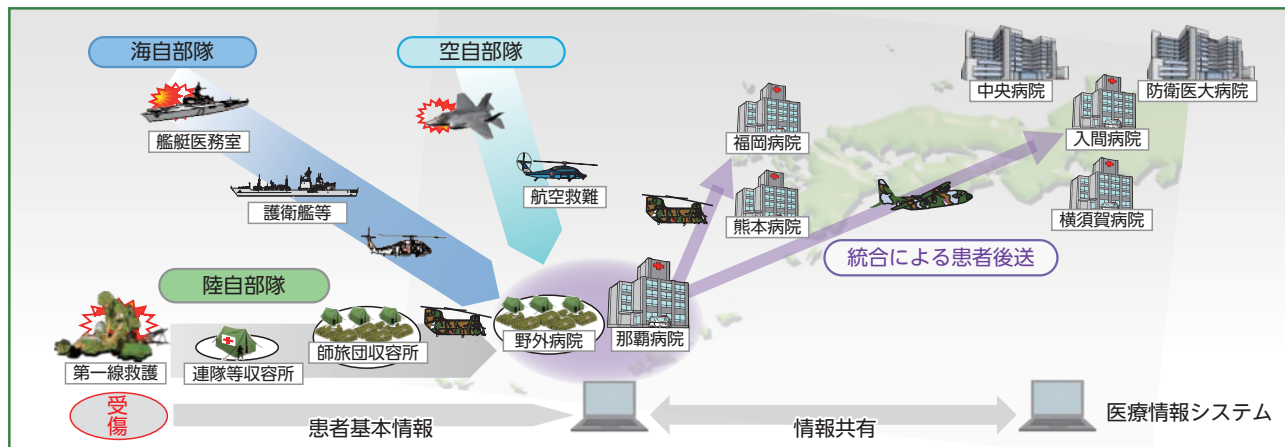 海自部隊
空自部隊
艦艇医務室
護衛艦等
航空救難
中央病院
防衛医大病院
福岡病院
入間病院
熊本病院
横須賀病院
統合による患者後送
陸自部隊
第一線救護
連隊等収容所
師旅団収容所
野外病院
那覇病院
受
傷
患者基本情報
情報共有
医療情報システム